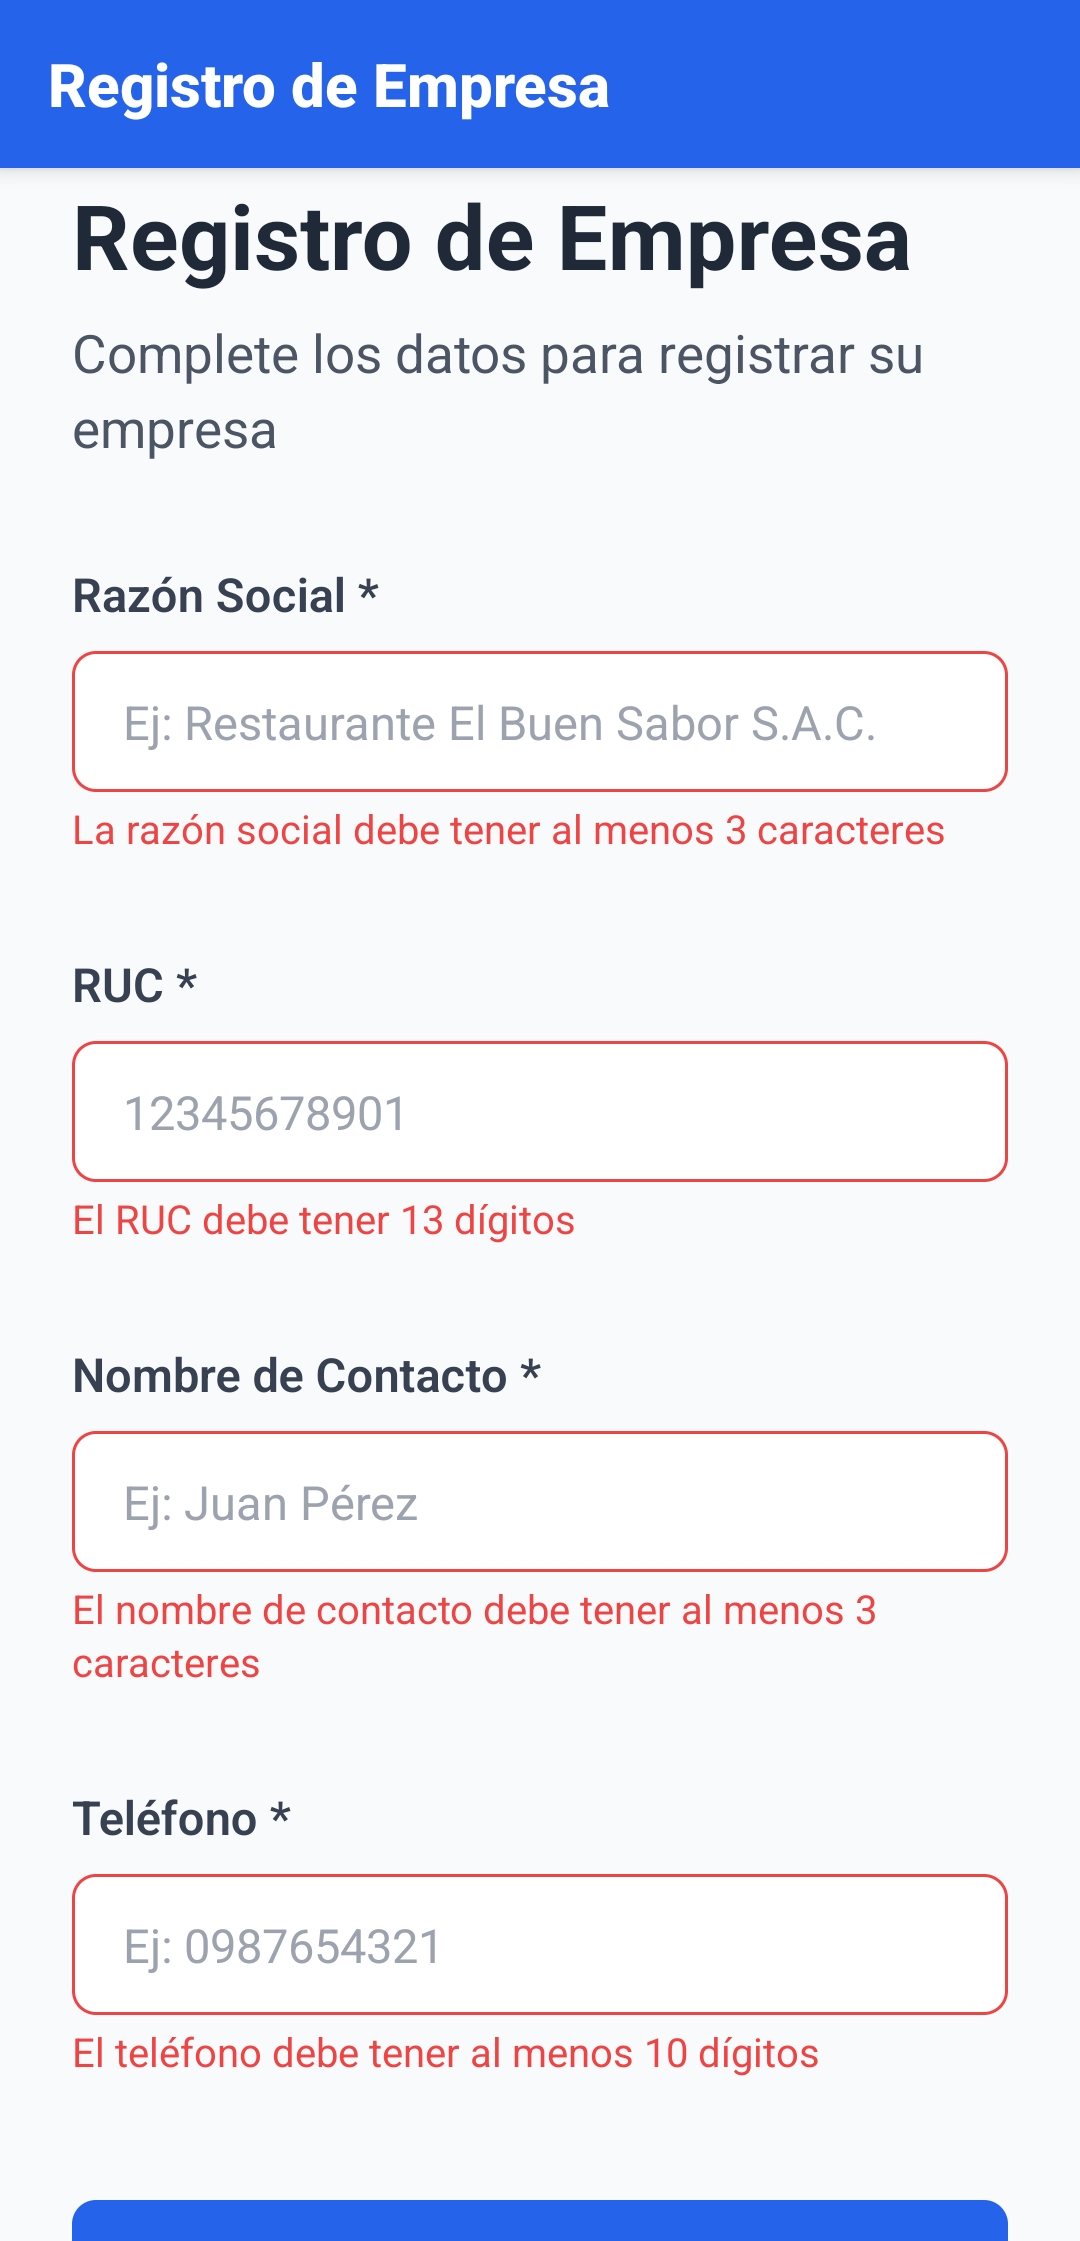 Registro de Empresa
Registro de Empresa
Complete los datos para registrar su
empresa
Razón Social *
Ej: Restaurante El Buen Sabor S.A.C.
La razón social debe tener al menos 3 caracteres
RUC *
12345678901
El RUC debe tener 13 dígitos
Nombre de Contacto *
Ej: Juan Pérez
El nombre de contacto debe tener al menos 3
caracteres
Teléfono *
Ej: 0987654321
El teléfono debe tener al menos 10 dígitos